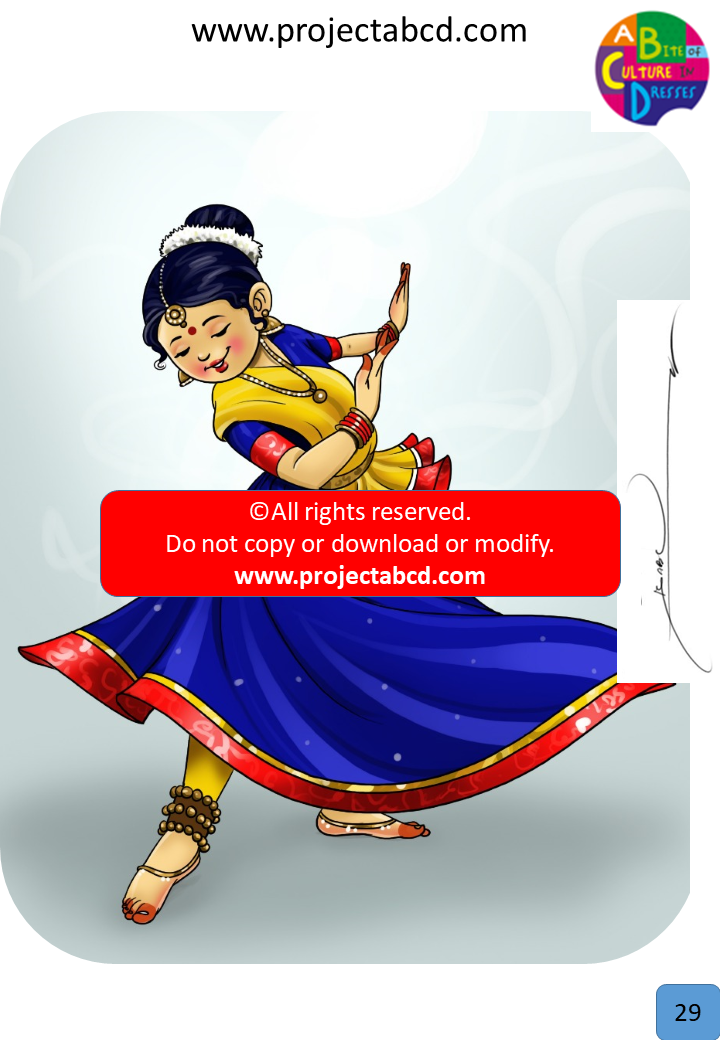 www.projectabcd.com
A BITE OF
CULTURE IN
DRESSES
©All rights reserved.
Do not copy or download or modify.
www.projectabcd.com
29